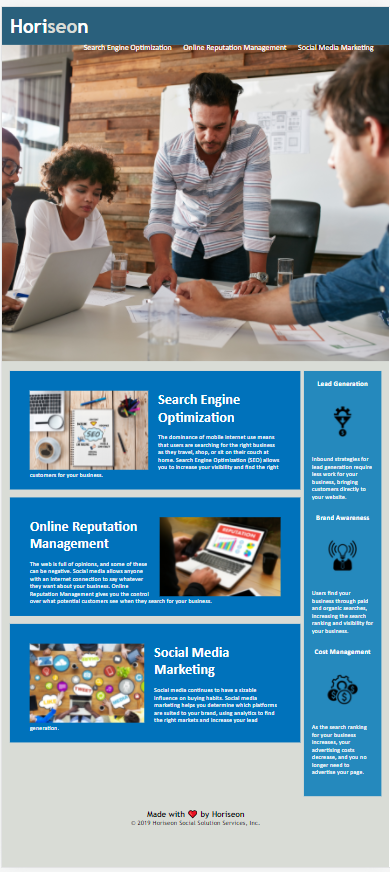 Horiseon
Search Engine Optimization Online Reputation Management Social Media Marketing
Search Engine
Optimization
The dominance of mobile internet use means
that users are searching for the right business
as they travel, shop, or sit on their couch at
home. Search Engine Optimization (SEO) allows
you to increase your visibility and find the right
customers for your business.
SEO
Online Reputation
Management
The web is full of opinions, and some of these
can be negative. Social media allows anyone
with an internet connection to say whatever
they want about your business. Online
Reputation Management gives you the control
over what potential customers see when they search for your business.
REPUTATION
Social Media
Marketing
Social media continues to have a sizable
influence on buying habits. Social media
marketing helps you determine which platforms
are suited to your brand, using analytics to find
the right markets and increase your lead
generation.
Lead Generation
Inbound strategies for
lead generation require
less work for your
business, bringing
customers directly to
your website.
Brand Awareness
Users find your
business through paid
and organic searches,
increasing the search
ranking and visibility for
your business.
Cost Management
As the search ranking
for your business
increases, your
advertising costs
decrease, and you no
longer need to
advertise your page.
Made with ❤️ by Horiseon
© 2019 Horiseon Social Solution Services, Inc.